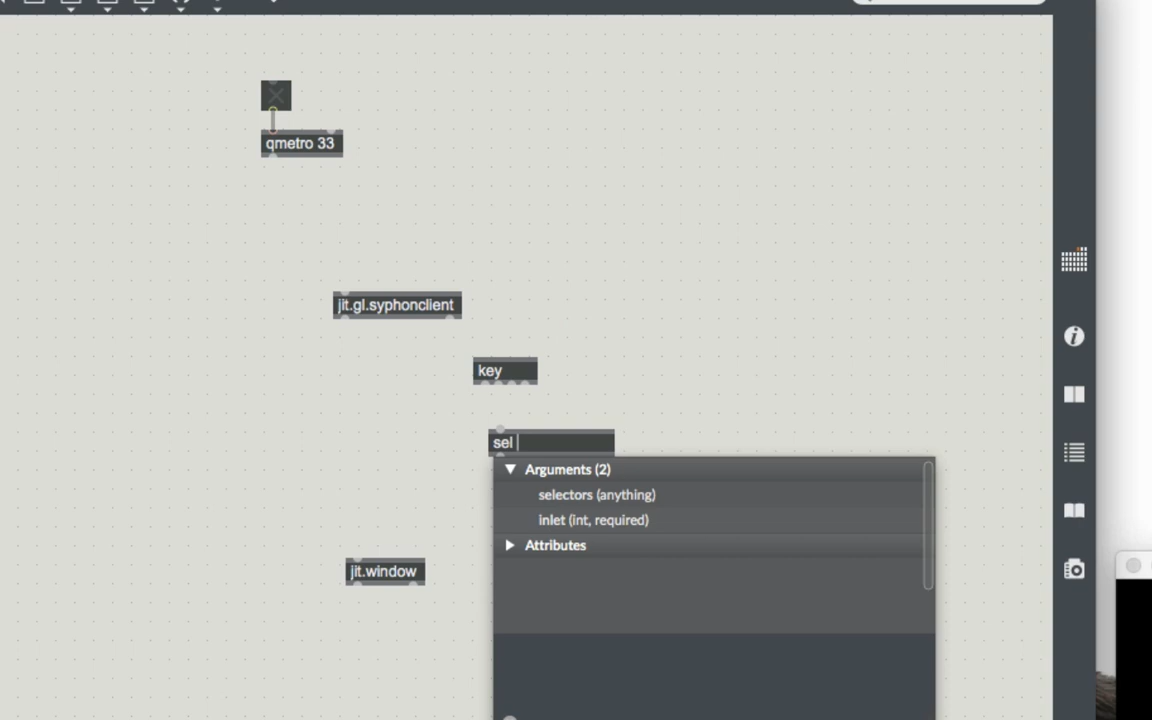 qmetro 33
jit.gl.syphonclient
key
sel
Arguments (2)
selectors (anything)
inlet (int, required)
Attributes
jit.window